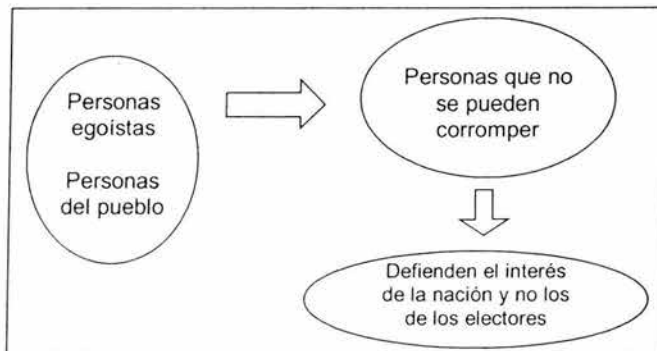 Personas
egoístas
Personas
del pueblo
Personas que no
se pueden
corromper
Defienden el interés
de la nación y no los
de los electores